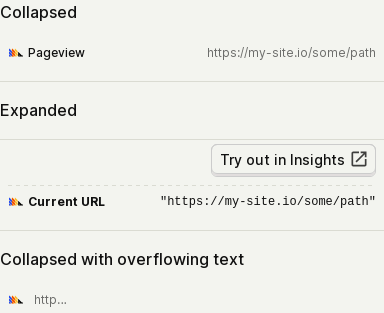 Collapsed
Pageview https://my-site.io/some/path
Expanded
Try out in Insights
Current URL "https://my-site.io/some/path"
Collapsed with overflowing text
http...